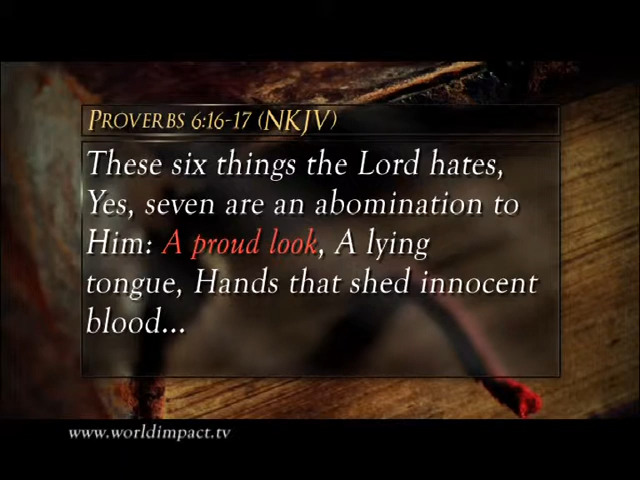 PROVERBS 6:16-17 (NKJV)
These six things the Lord hates,
Yes, seven are an abomination to
Him: A proud look, A lying
tongue, Hands that shed innocent
blood...
www.worldimpact.tv